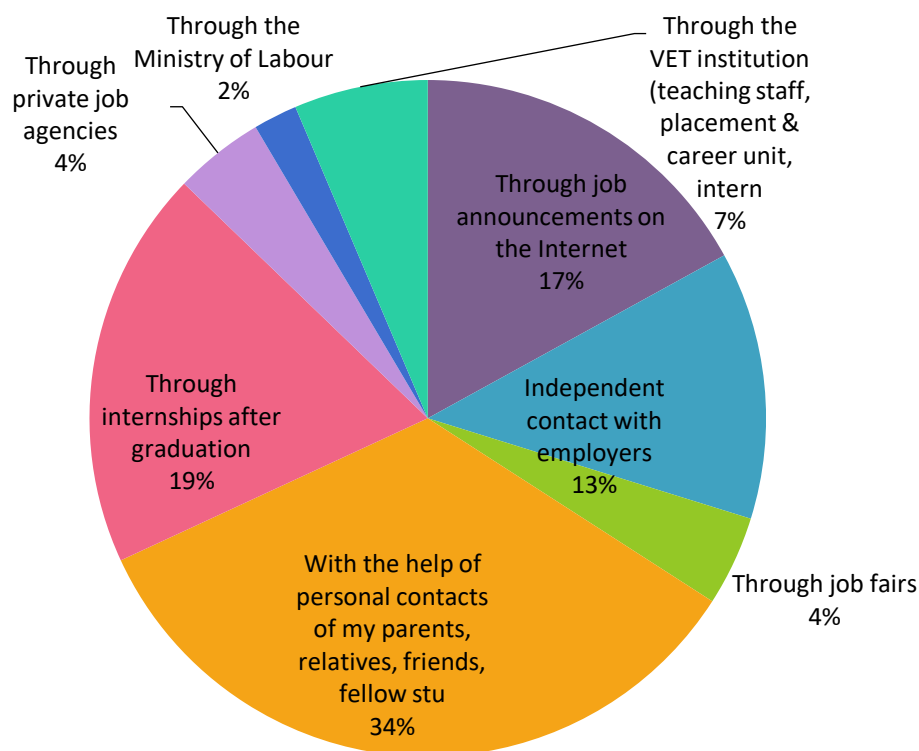 Through the
Ministry of Labour
2%
Through the
VET institution
(teaching staff,
placement &
career unit,
intern
7%
Through
private job
agencies
4%
Through job
announcements on
the Internet
17%
Independent
contact with
employers
13%
Through
internships after
graduation
19%
With the help of
personal contacts
of my parents,
relatives, friends,
fellow stu
34%
Through job fairs
4%